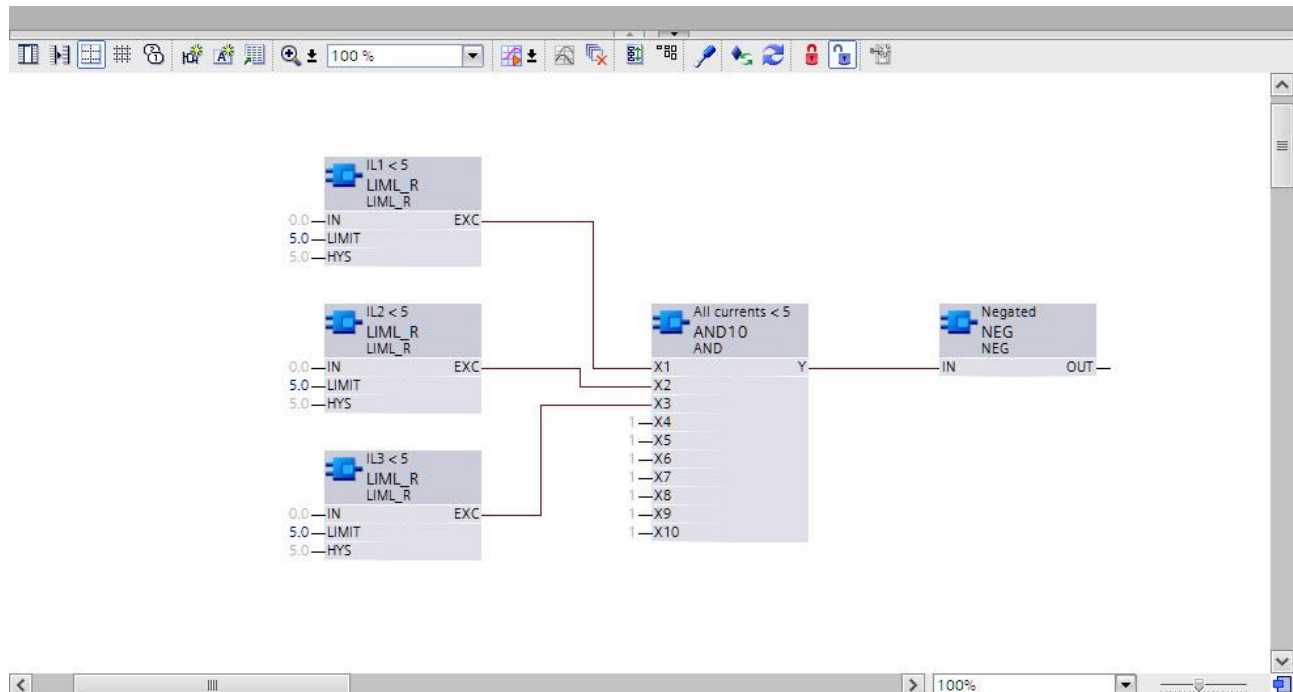 100 %
IL1 < 5
LIML_R
LIML_R
0.0 IN EXC
5.0 LIMIT
5.0 HYS
IL2 < 5
LIML_R
LIML_R
0.0 IN EXC
5.0 LIMIT
5.0 HYS
IL3 < 5
LIML_R
LIML_R
0.0 IN EXC
5.0 LIMIT
5.0 HYS
All currents < 5
AND10
AND
X1 Y
X2
X3
1 X4
1 X5
1 X6
1 X7
1 X8
1 X9
1 X10
Negated
NEG
NEG
IN OUT
100%